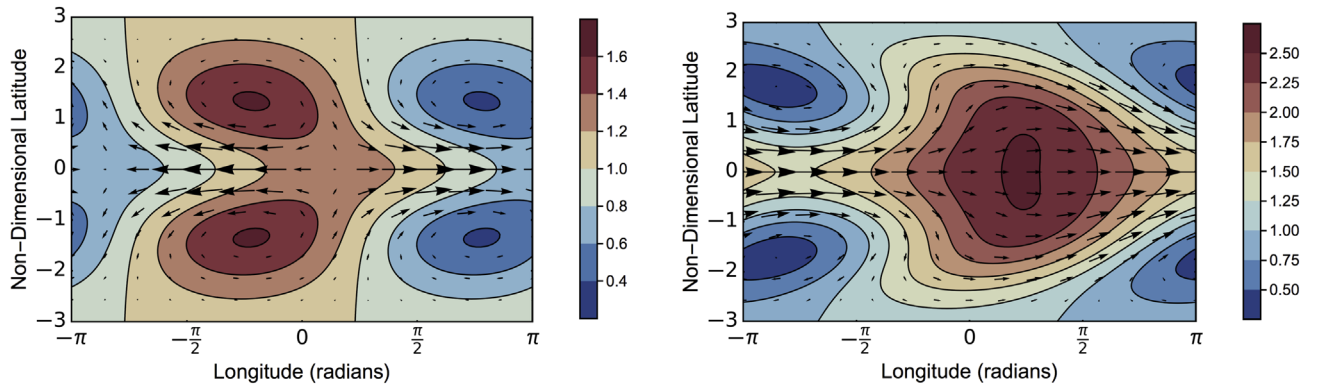 3
2
1
0
−1
−2
−3
Non−Dimensional Latitude
−π
−π/2
0
π/2
π
Longitude (radians)
1.6
1.4
1.2
1.0
0.8
0.6
0.4
3
2
1
0
−1
−2
−3
Non−Dimensional Latitude
−π
−π/2
0
π/2
π
Longitude (radians)
2.50
2.25
2.00
1.75
1.50
1.25
1.00
0.75
0.50